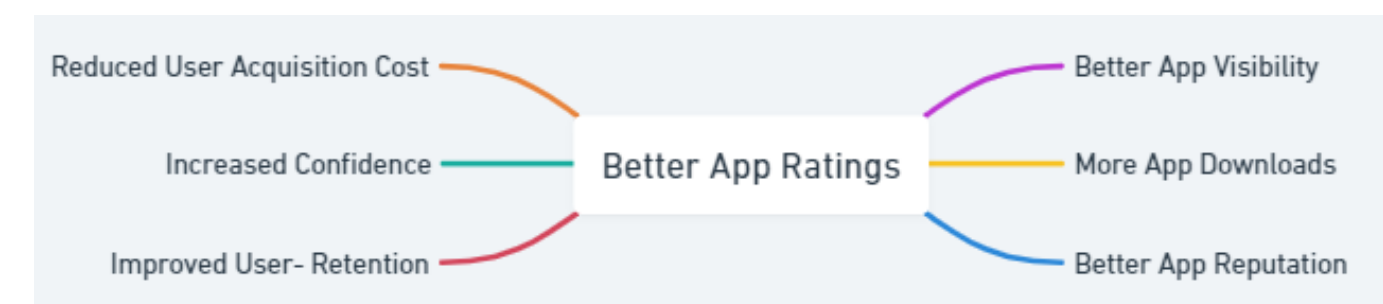 Reduced User Acquisition Cost
Increased Confidence
Improved User- Retention
Better App Ratings
Better App Visibility
More App Downloads
Better App Reputation